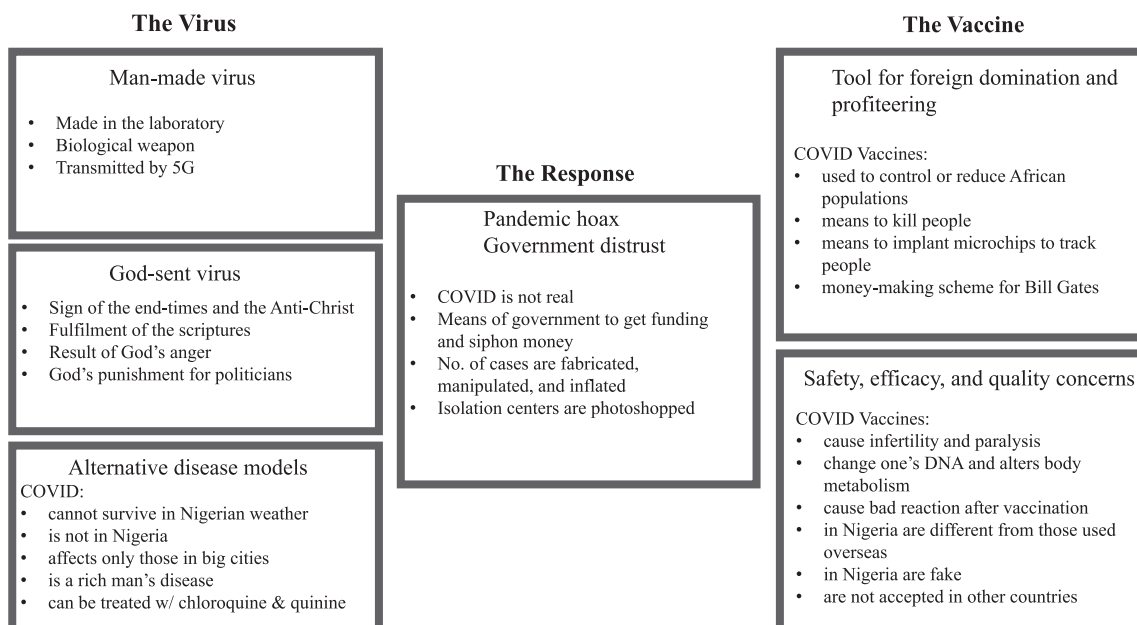 The Virus
Man-made virus
• Made in the laboratory
• Biological weapon
• Transmitted by 5G
God-sent virus
• Sign of the end-times and the Anti-Christ
• Fulfilment of the scriptures
• Result of God's anger
• God's punishment for politicians
Alternative disease models
COVID:
• cannot survive in Nigerian weather
• is not in Nigeria
• affects only those in big cities
• is a rich man's disease
• can be treated w/ chloroquine & quinine
The Response
Pandemic hoax
Government distrust
• COVID is not real
• Means of government to get funding
and siphon money
• No. of cases are fabricated,
manipulated, and inflated
• Isolation centers are photoshopped
The Vaccine
Tool for foreign domination and
profiteering
COVID Vaccines:
• used to control or reduce African
populations
• means to kill people
• means to implant microchips to track
people
• money-making scheme for Bill Gates
Safety, efficacy, and quality concerns
COVID Vaccines:
• cause infertility and paralysis
• change one's DNA and alters body
metabolism
• cause bad reaction after vaccination
• in Nigeria are different from those used
overseas
• in Nigeria are fake
• are not accepted in other countries